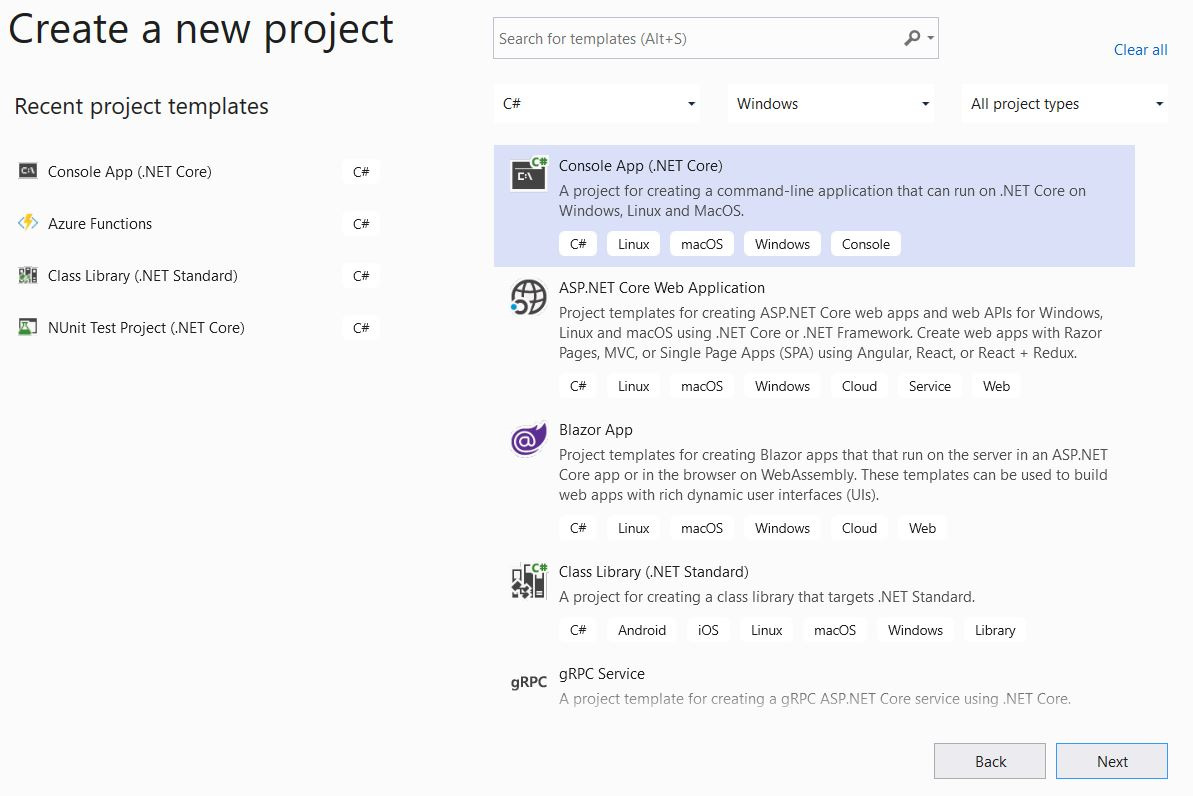 Create a new project
Recent project templates
Console App (.NET Core) C#
Azure Functions C#
Class Library (.NET Standard) C#
NUnit Test Project (.NET Core) C#
Search for templates (Alt+S)
Clear all
C# Windows All project types
C#
C:\
Console App (.NET Core)
A project for creating a command-line application that can run on .NET Core on
Windows, Linux and MacOS.
C# Linux macOS Windows Console
ASP.NET Core Web Application
Project templates for creating ASP.NET Core web apps and web APIs for Windows,
Linux and macOS using .NET Core or .NET Framework. Create web apps with Razor
Pages, MVC, or Single Page Apps (SPA) using Angular, React, or React + Redux.
C# Linux macOS Windows Cloud Service Web
Blazor App
Project templates for creating Blazor apps that that run on the server in an ASP.NET
Core app or in the browser on WebAssembly. These templates can be used to build
web apps with rich dynamic user interfaces (UIs).
C# Linux macOS Windows Cloud Web
C#
Class Library (.NET Standard)
A project for creating a class library that targets .NET Standard.
C# Android iOS Linux macOS Windows Library
gRPC
gRPC Service
A project template for creating a gRPC ASP.NET Core service using .NET Core.
Back Next